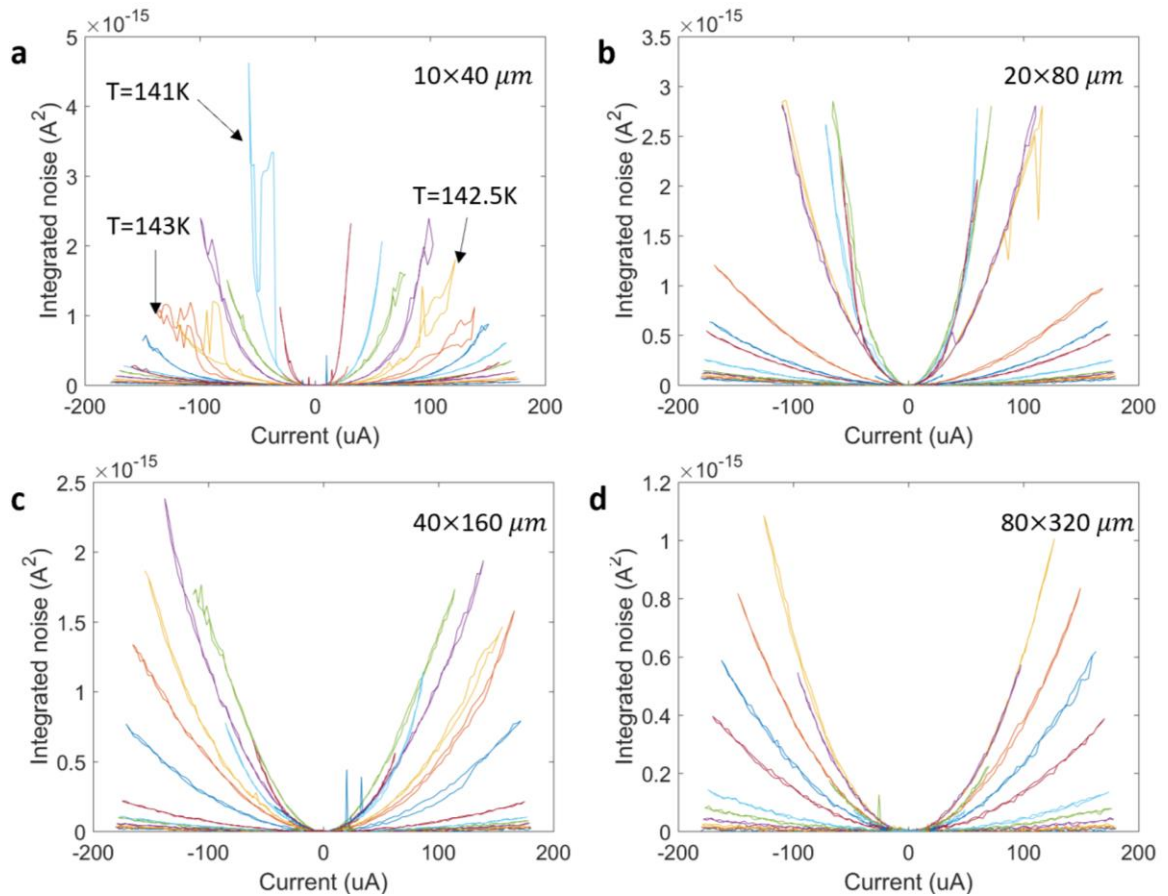 a
×10-15
10×40 μm
T=141K
T=142.5K
T=143K
Integrated noise (A2)
5
4
3
2
1
0
-200 -100 0 100 200
Current (uA)
b
×10-15
20×80 μm
Integrated noise (A2)
3.5
3
2.5
2
1.5
1
0.5
0
-200 -100 0 100 200
Current (uA)
c
×10-15
40×160 μm
Integrated noise (A2)
2.5
2
1.5
1
0.5
0
-200 -100 0 100 200
Current (uA)
d
×10-15
80×320 μm
Integrated noise (A2)
1.2
1
0.8
0.6
0.4
0.2
0
-200 -100 0 100 200
Current (uA)